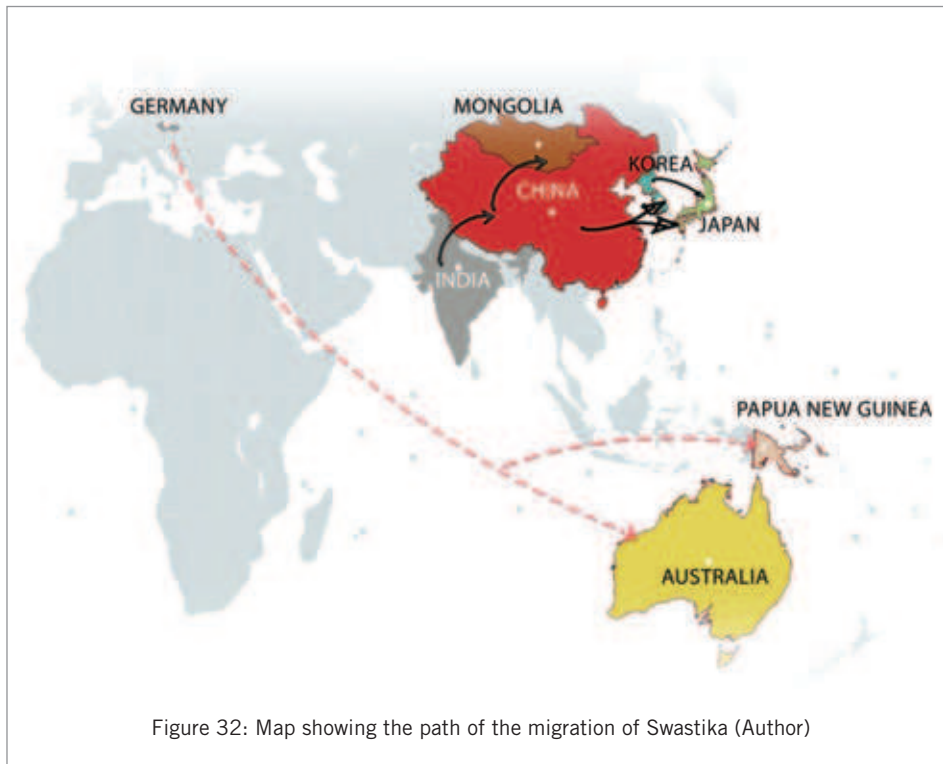 GERMANY
MONGOLIA
KOREA
CHINA
JAPAN
INDIA
PAPUA NEW GUINEA
AUSTRALIA
Figure 32: Map showing the path of the migration of Swastika (Author)